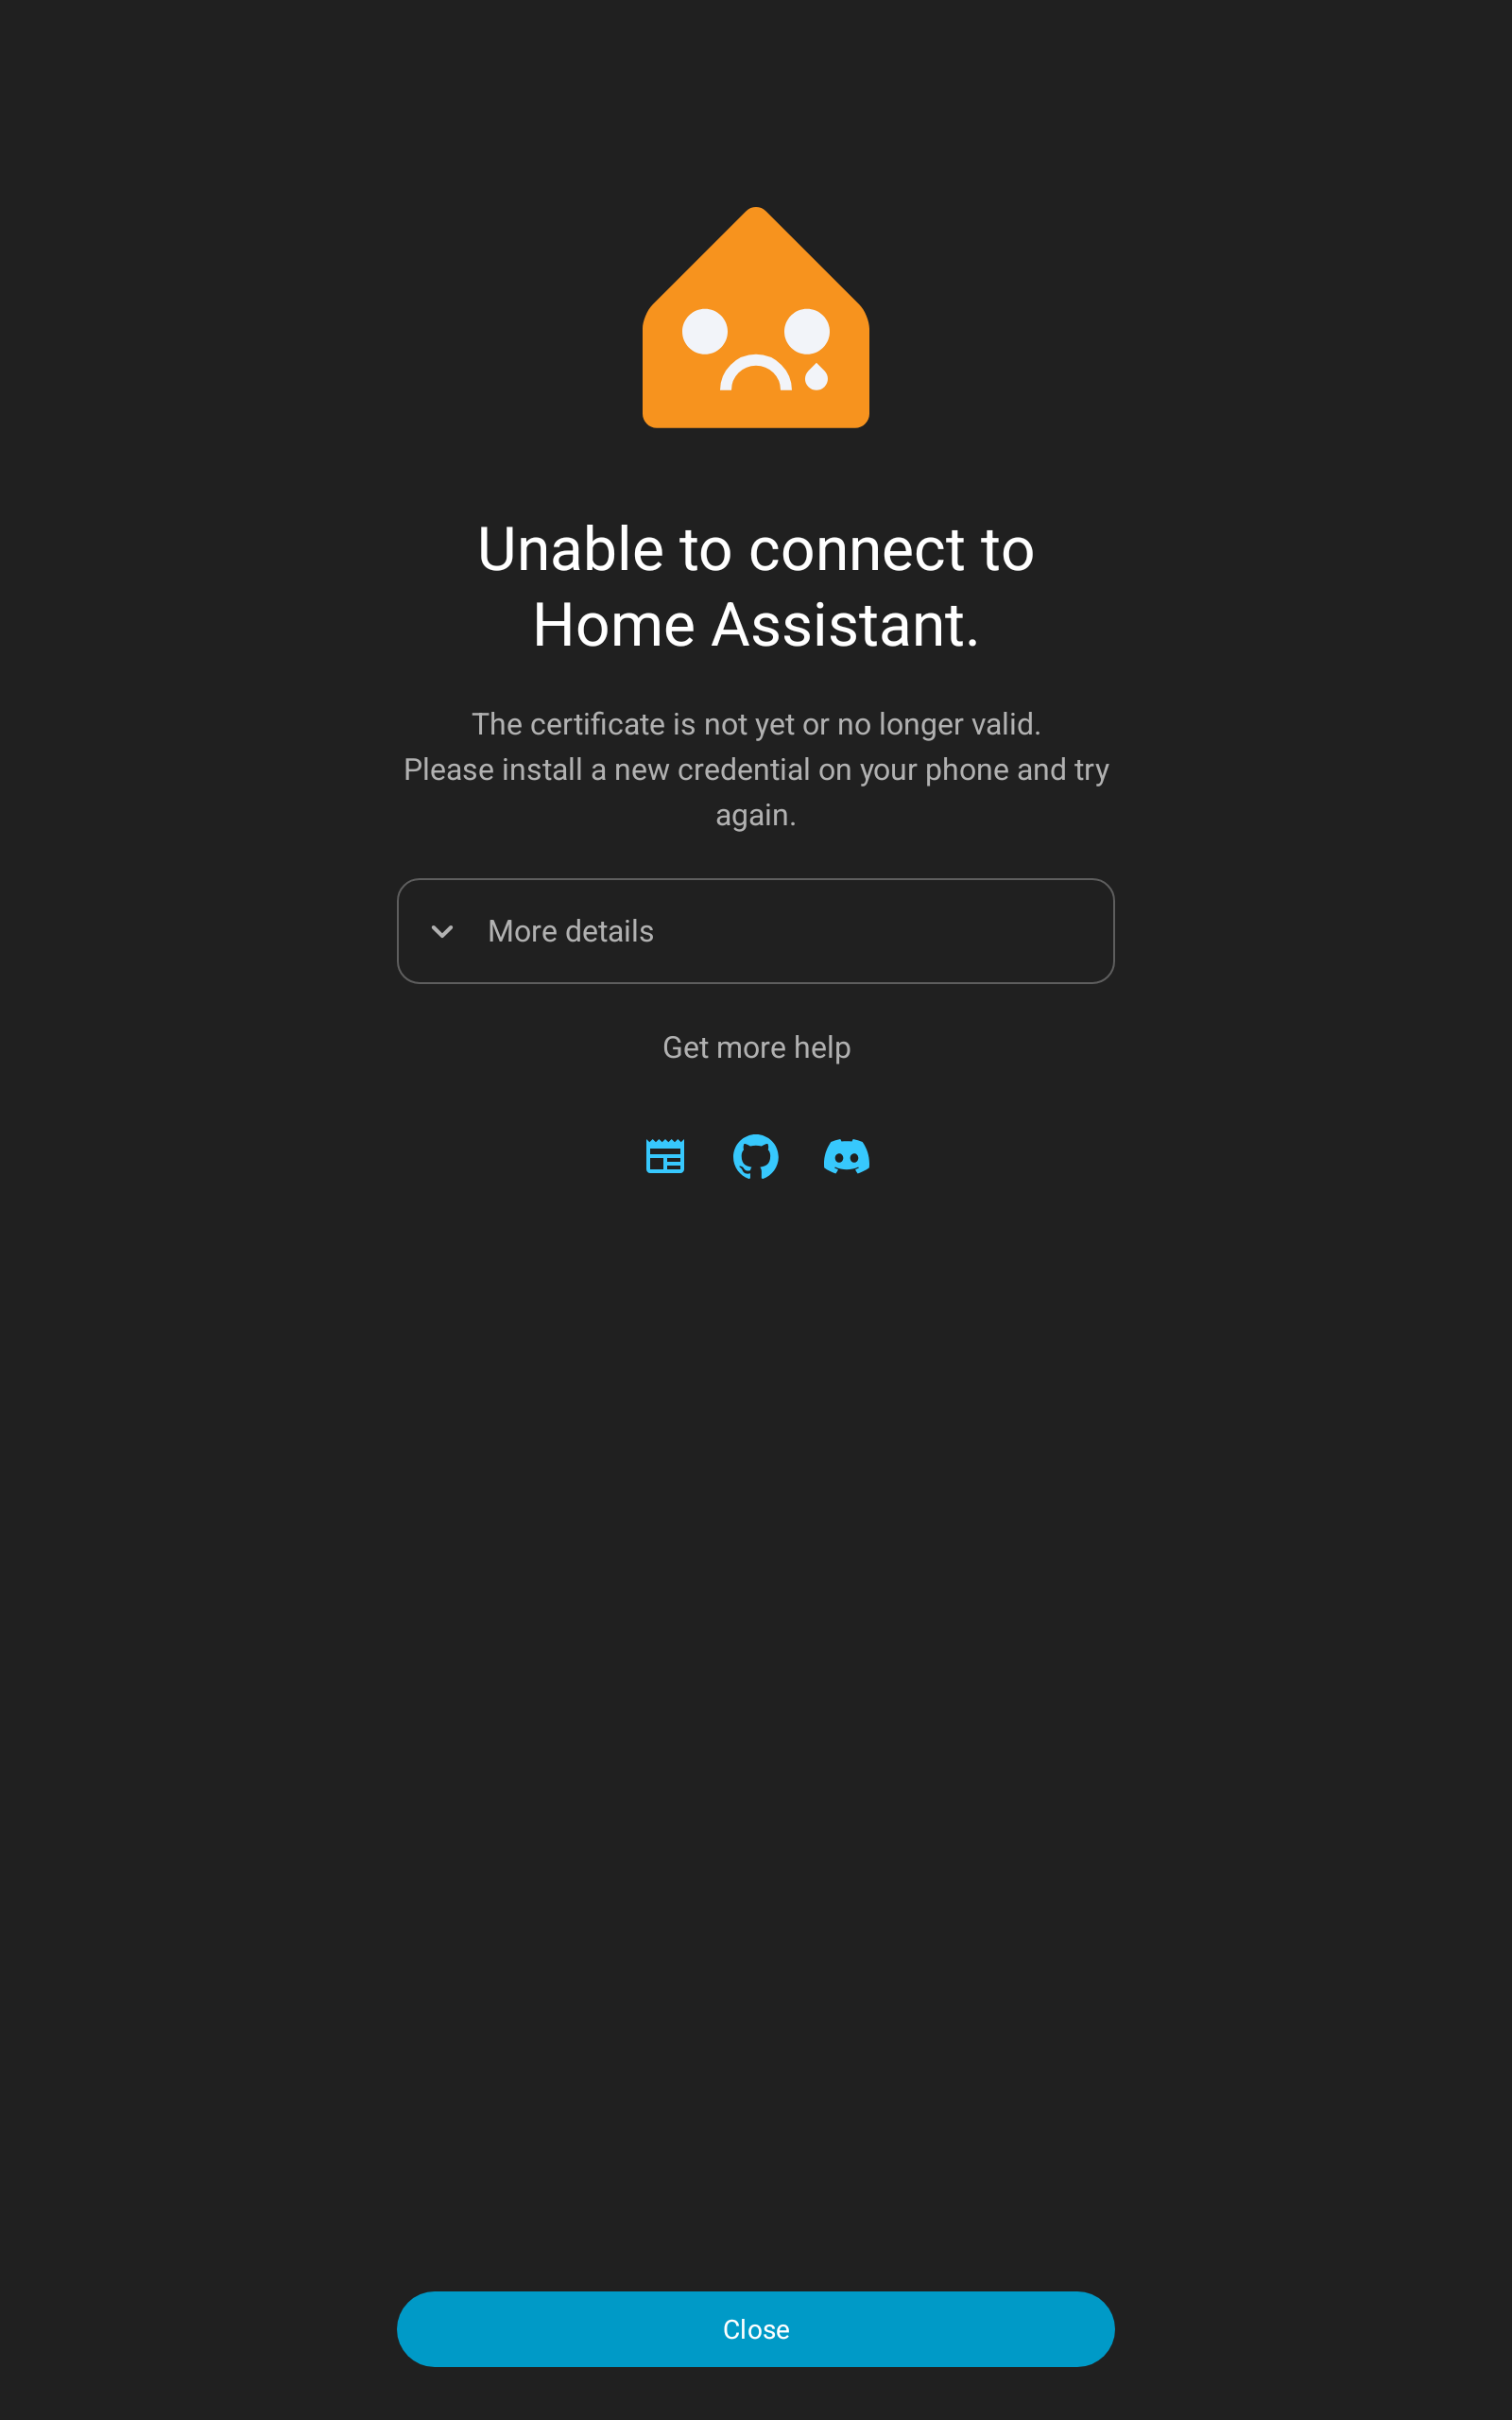 Unable to connect to
Home Assistant.
The certificate is not yet or no longer valid.
Please install a new credential on your phone and try
again.
More details
Get more help
Close